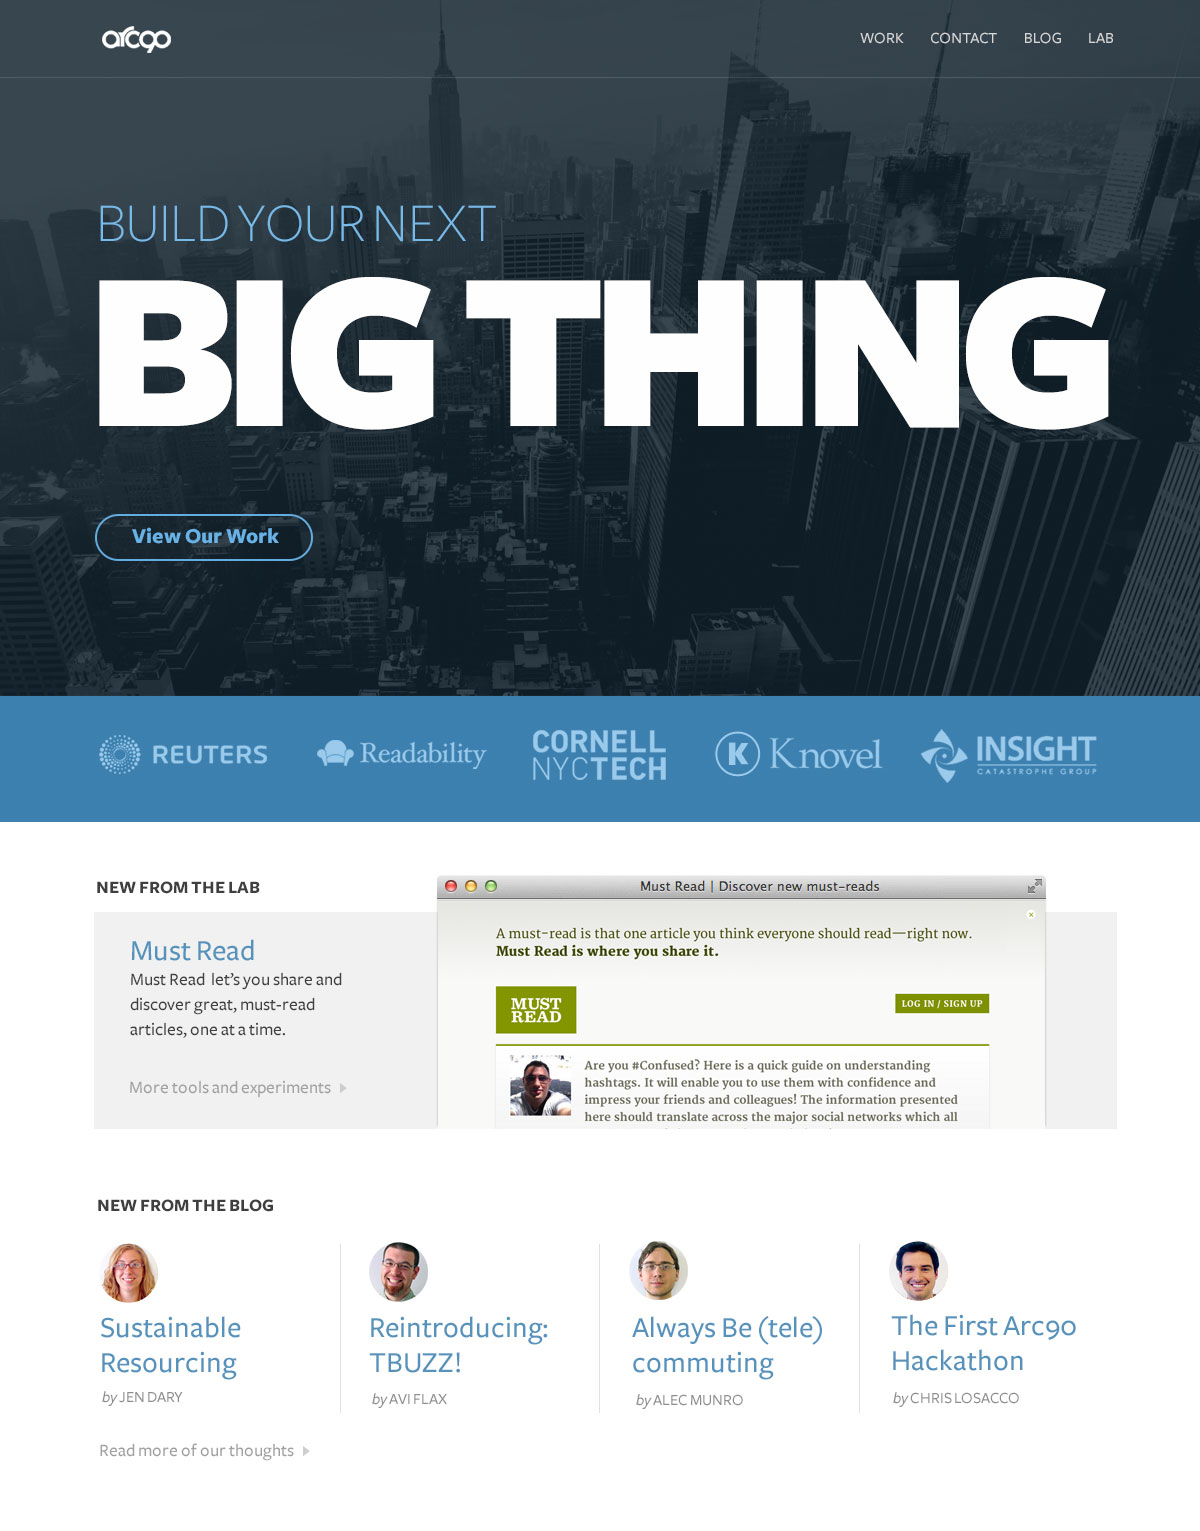 arc90
WORK CONTACT BLOG LAB
BUILD YOUR NEXT
BIG THING
View Our Work
REUTERS
Readability
CORNELL
NYCTECH
K Knovel
INSIGHT
CATASTROPHE GROUP
NEW FROM THE LAB
Must Read
Must Read let's you share and
discover great, must-read
articles, one at a time.
More tools and experiments
Must Read | Discover new must-reads
A must-read is that one article you think everyone should read—right now.
Must Read is where you share it.
MUST
READ
LOG IN / SIGN UP
Are you #Confused? Here is a quick guide on understanding
hashtags. It will enable you to use them with confidence and
impress your friends and colleagues! The information presented
here should translate across the major social networks which all
NEW FROM THE BLOG
Sustainable
Resourcing
by JEN DARY
Reintroducing:
TBUZZ!
by AVI FLAX
Always Be (tele)
commuting
by ALEC MUNRO
The First Arc90
Hackathon
by CHRIS LOSACCO
Read more of our thoughts